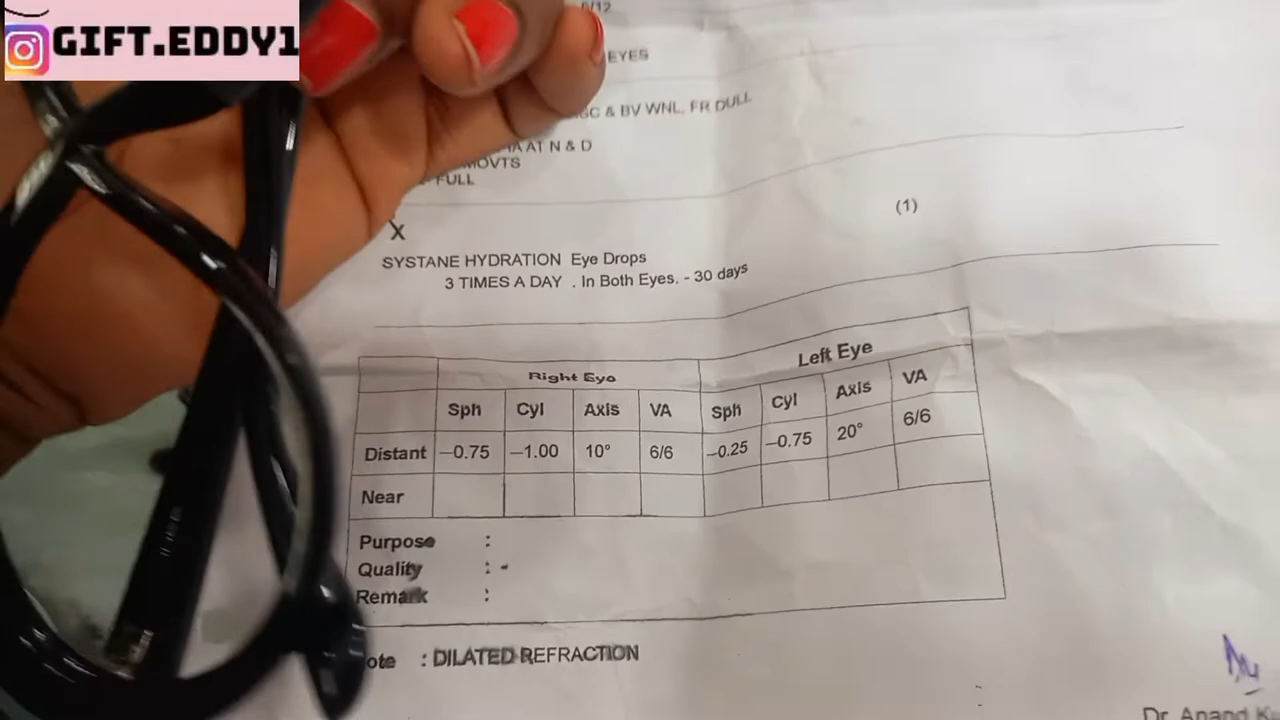 GIFT.EDDY1
6/12
EYES
& BV WNL, FR DULL
AT N & D
MOVTS
FULL
(1)
X
SYSTANE HYDRATION Eye Drops
3 TIMES A DAY . In Both Eyes. - 30 days
Right Eye Left Eye
Sph Cyl Axis VA Sph Cyl Axis VA
Distant –0.75 –1.00 10° 6/6 –0.25 –0.75 20° 6/6
Near
Purpose :
Quality : -
Remark :
ote : DILATED REFRACTION
Dr. Anand K